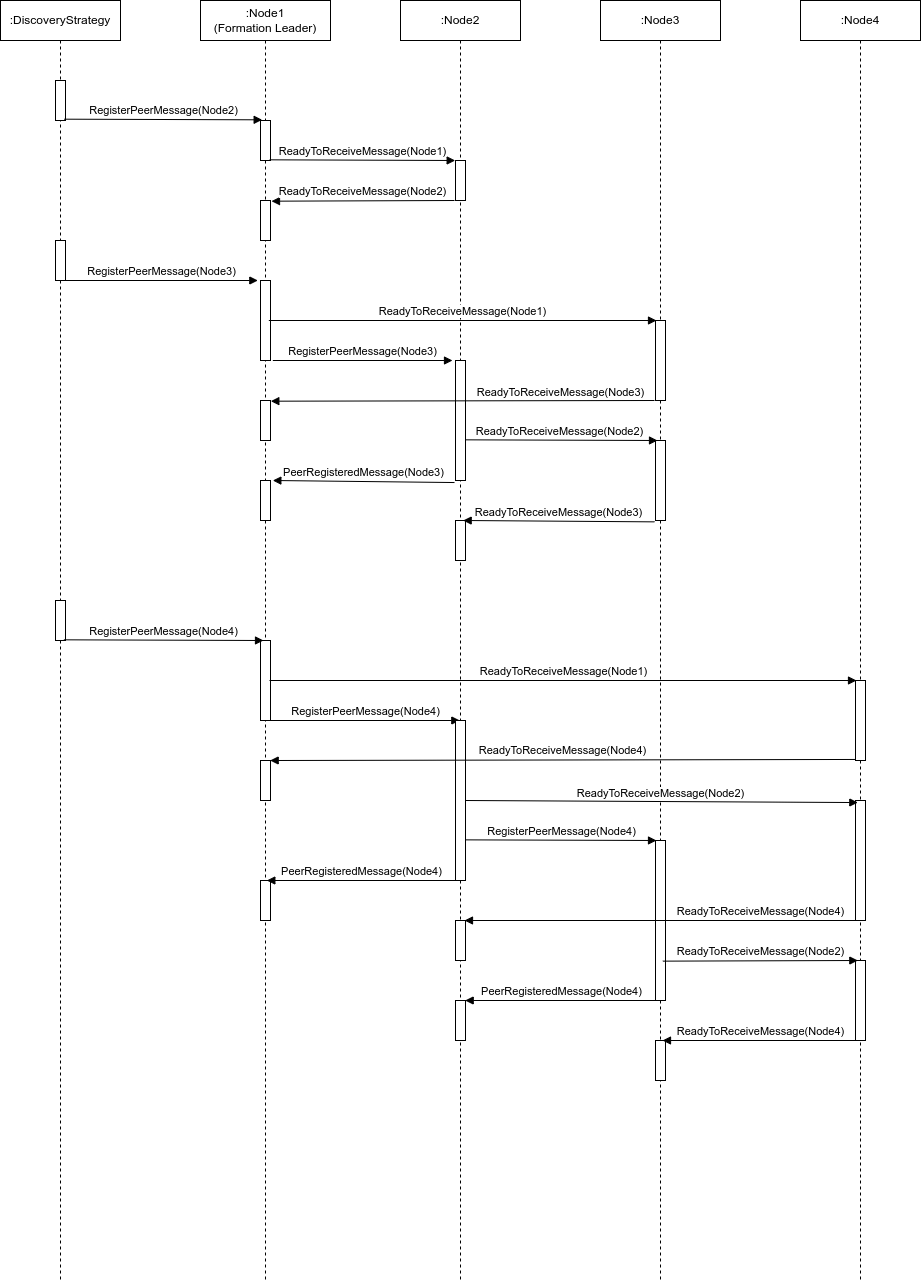 :DiscoveryStrategy
:Node1
(Formation Leader)
:Node2
:Node3
:Node4
RegisterPeerMessage(Node2)
ReadyToReceiveMessage(Node1)
ReadyToReceiveMessage(Node2)
RegisterPeerMessage(Node3)
ReadyToReceiveMessage(Node1)
RegisterPeerMessage(Node3)
ReadyToReceiveMessage(Node3)
ReadyToReceiveMessage(Node2)
PeerRegisteredMessage(Node3)
ReadyToReceiveMessage(Node3)
RegisterPeerMessage(Node4)
ReadyToReceiveMessage(Node1)
RegisterPeerMessage(Node4)
ReadyToReceiveMessage(Node4)
ReadyToReceiveMessage(Node2)
RegisterPeerMessage(Node4)
PeerRegisteredMessage(Node4)
ReadyToReceiveMessage(Node4)
ReadyToReceiveMessage(Node2)
PeerRegisteredMessage(Node4)
ReadyToReceiveMessage(Node4)